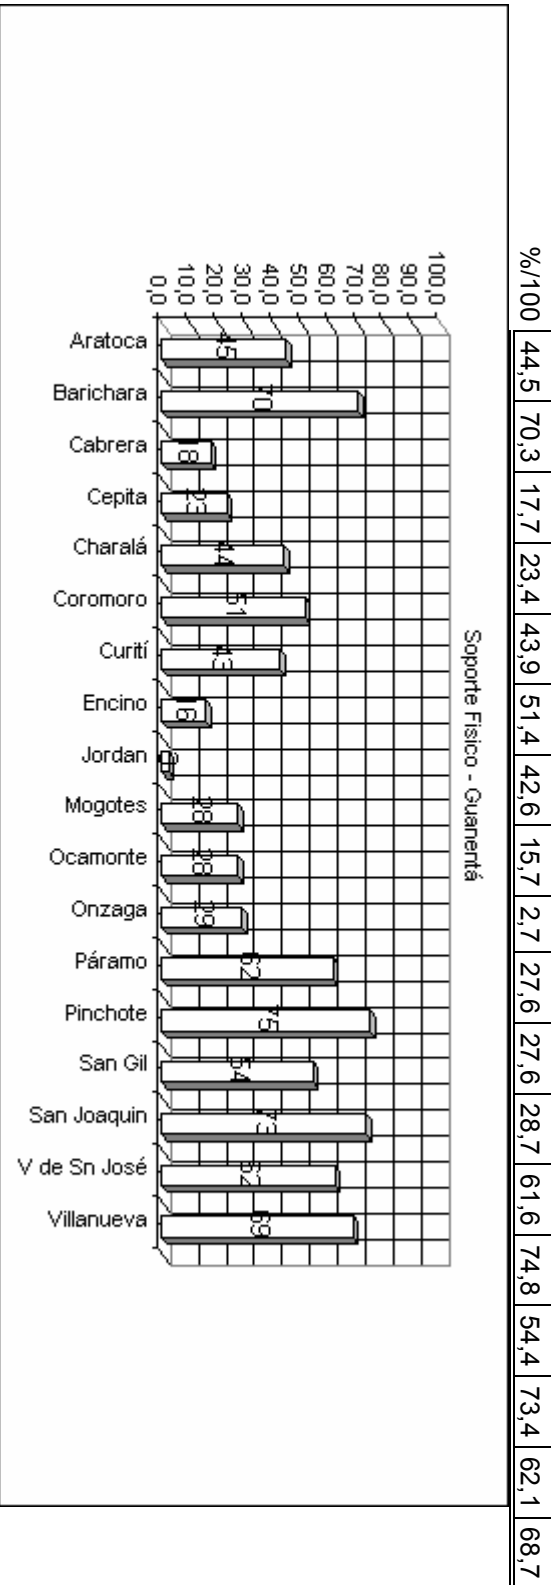 %/100 44,5 70,3 17,7 23,4 43,9 51,4 42,6 15,7 2,7 27,6 27,6 28,7 61,6 74,8 54,4 73,4 62,1 68,7
Soporte Fisico - Guanentá
100,0
90,0
80,0
70,0
60,0
50,0
40,0
30,0
20,0
10,0
0,0
45
70
18
23
44
51
43
16
3
28
28
29
62
75
54
73
62
69
Aratoca
Barichara
Cabrera
Cepita
Charalá
Coromoro
Curití
Encino
Jordan
Mogotes
Ocamonte
Onzaga
Páramo
Pinchote
San Gil
San Joaquin
V de Sn José
Villanueva